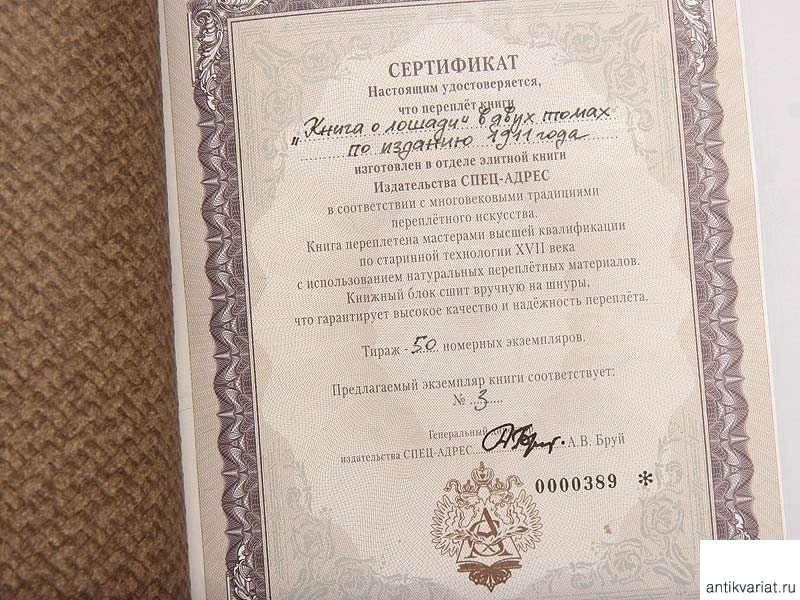 СЕРТИФИКАТ
Настоящим удостоверяется,
что переплёт книги
„Книга о лошади" в двух томах
по изданию 1911 года
изготовлен в отделе элитной книги
Издательства СПЕЦ-АДРЕС
в соответствии с многовековыми традициями
переплётного искусства.
Книга переплетена мастерами высшей квалификации
по старинной технологии XVII века
с использованием натуральных переплётных материалов.
Книжный блок сшит вручную на шнуры,
что гарантирует высокое качество и надёжность переплёта.
Тираж - 50 номерных экземпляров.
Предлагаемый экземпляр книги соответствует:
№ 3
Генеральный
издательства СПЕЦ-АДРЕС А.В. Бруй
0000389 *
antikvariat.ru